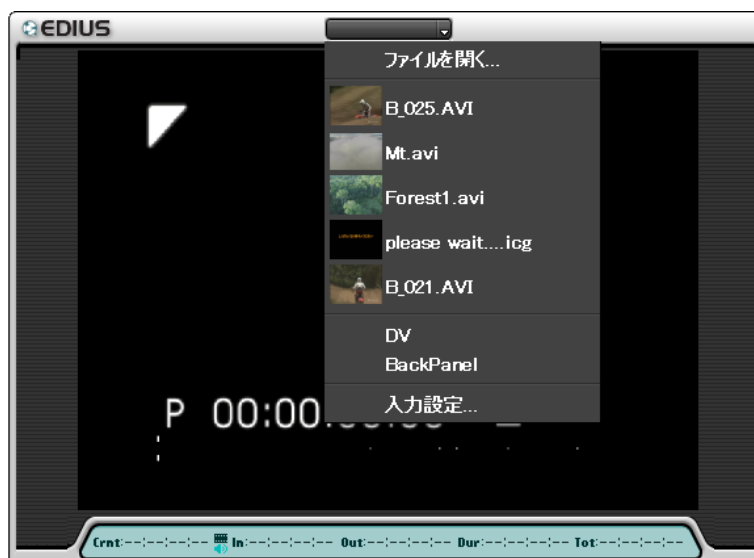 EDIUS
ファイルを開く...
B_025.AVI
Mt.avi
Forest1.avi
please wait....icg
B_021.AVI
DV
BackPanel
入力設定...
P 00:00
Crnt:--:--:--:-- In:--:--:--:-- Out:--:--:--:-- Dur:--:--:--:-- Tot:--:--:--:--